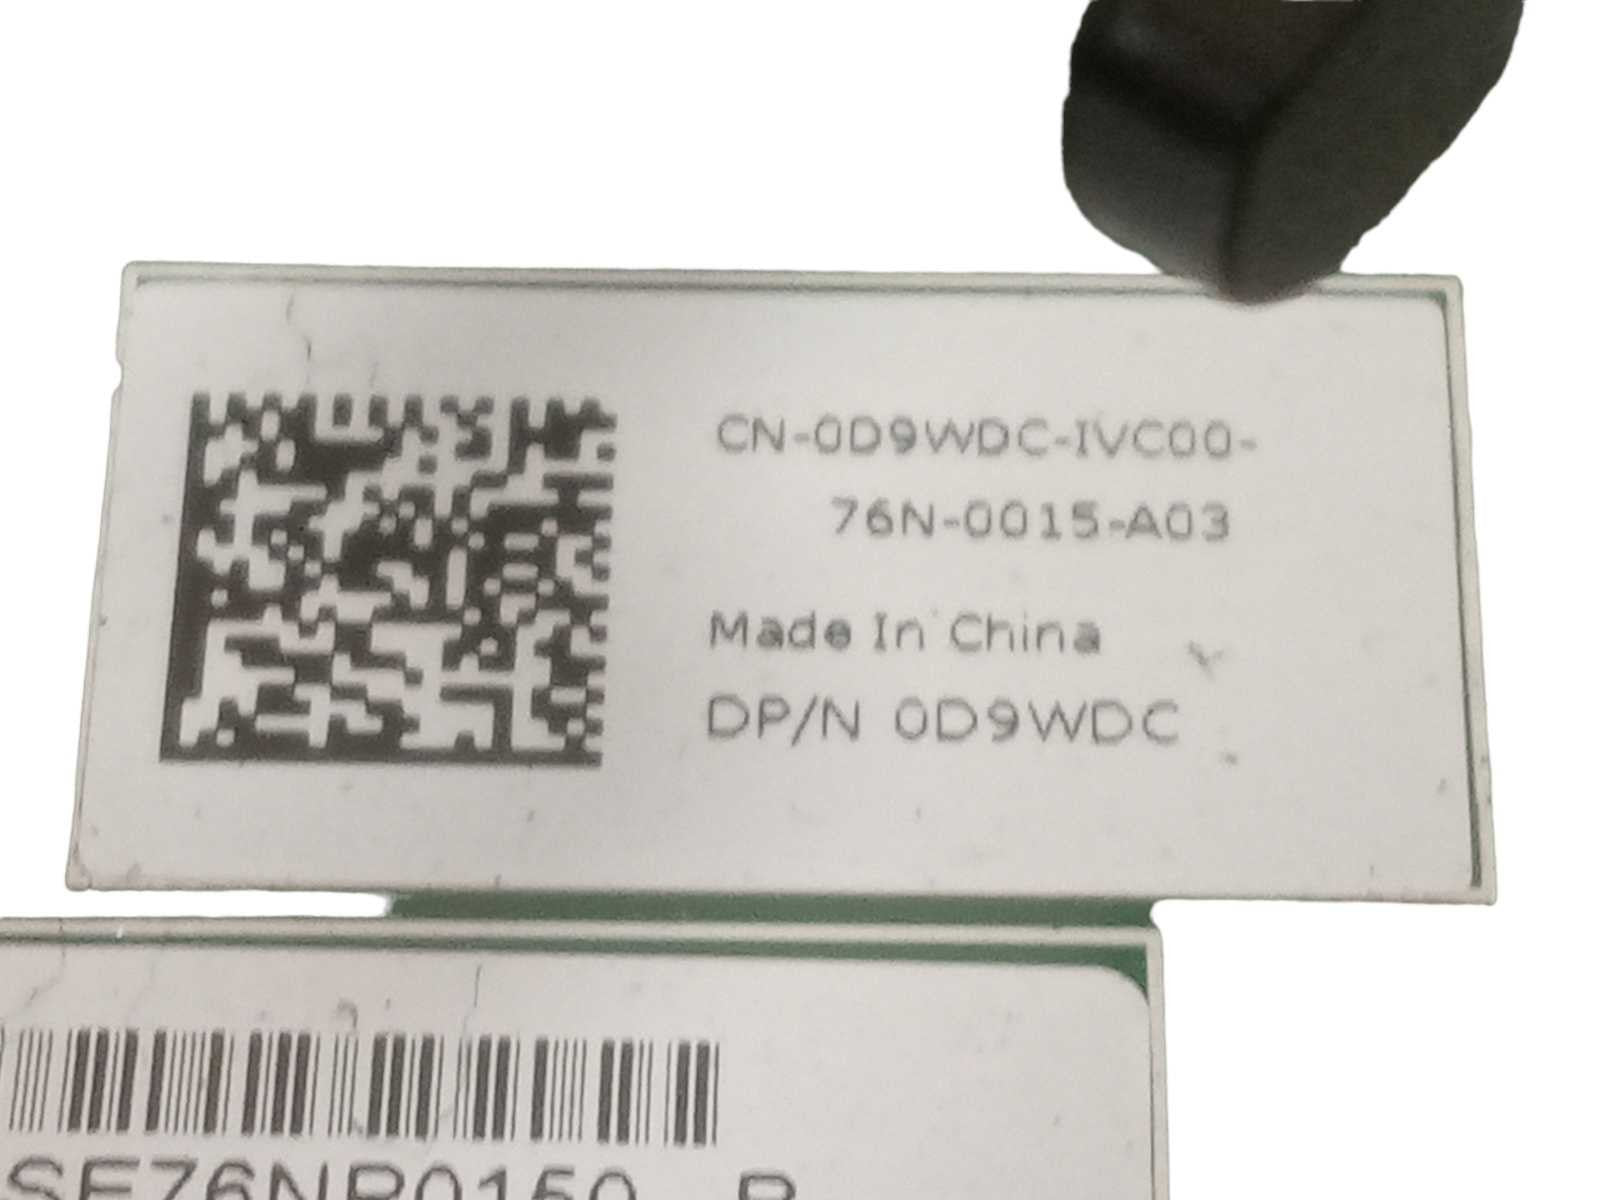 CN-0D9WDC-IVC00-
76N-0015-A03
Made In China
DP/N 0D9WDC